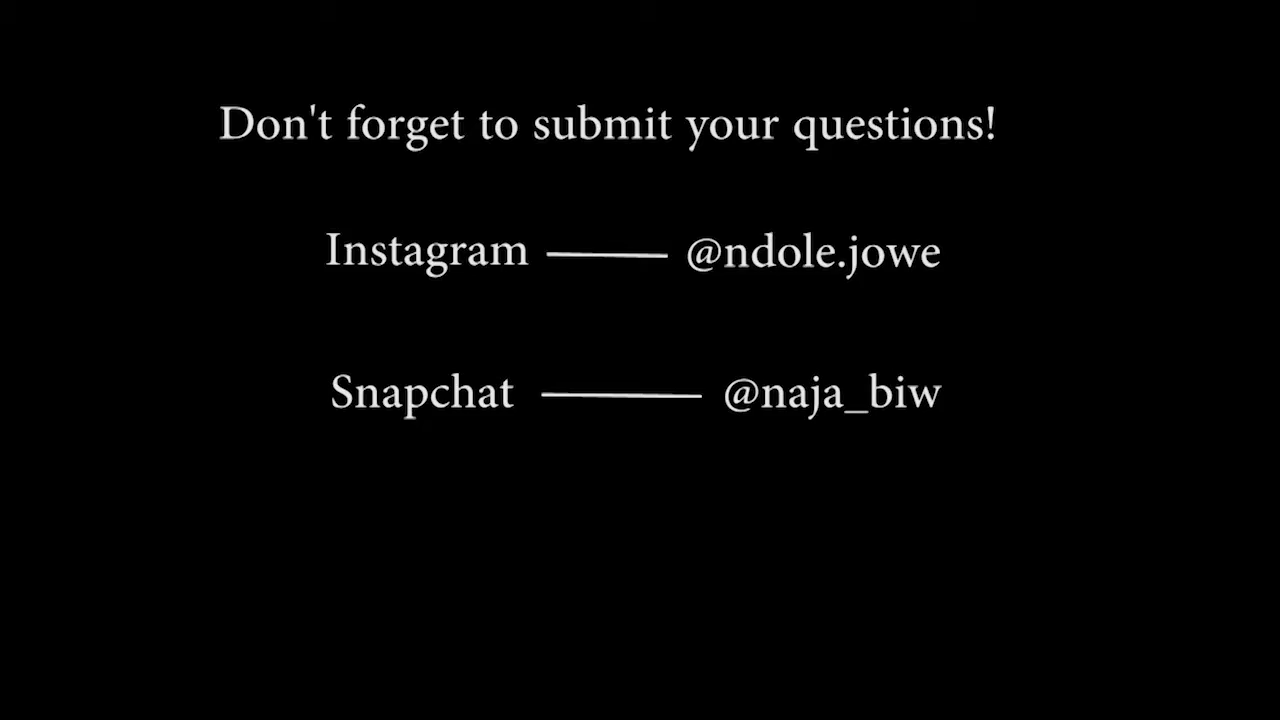 Don't forget to submit your questions!
Instagram —— @ndole.jowe
Snapchat —— @naja_biw